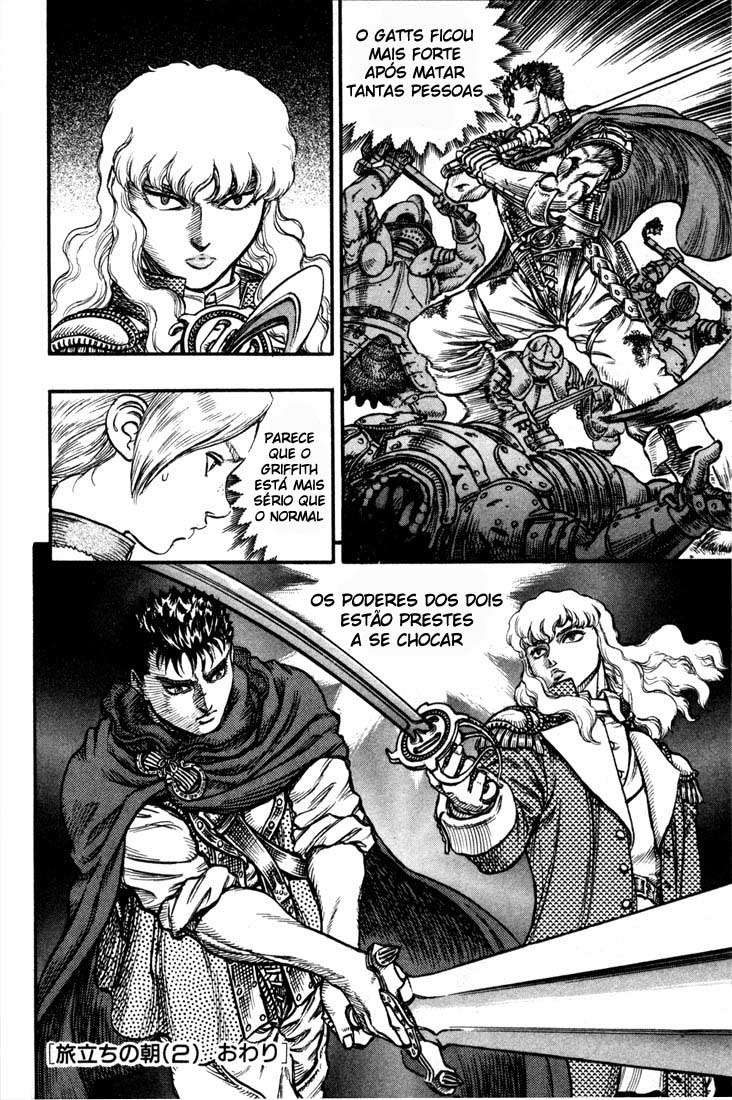 O GATTS FICOU
MAIS FORTE
APÓS MATAR
TANTAS PESSOAS
PARECE
QUE O
GRIFFITH
ESTÁ MAIS
SÉRIO QUE
O NORMAL
OS PODERES DOS DOIS
ESTÃO PRESTES
A SE CHOCAR
[旅立ちの朝(2) おわり]